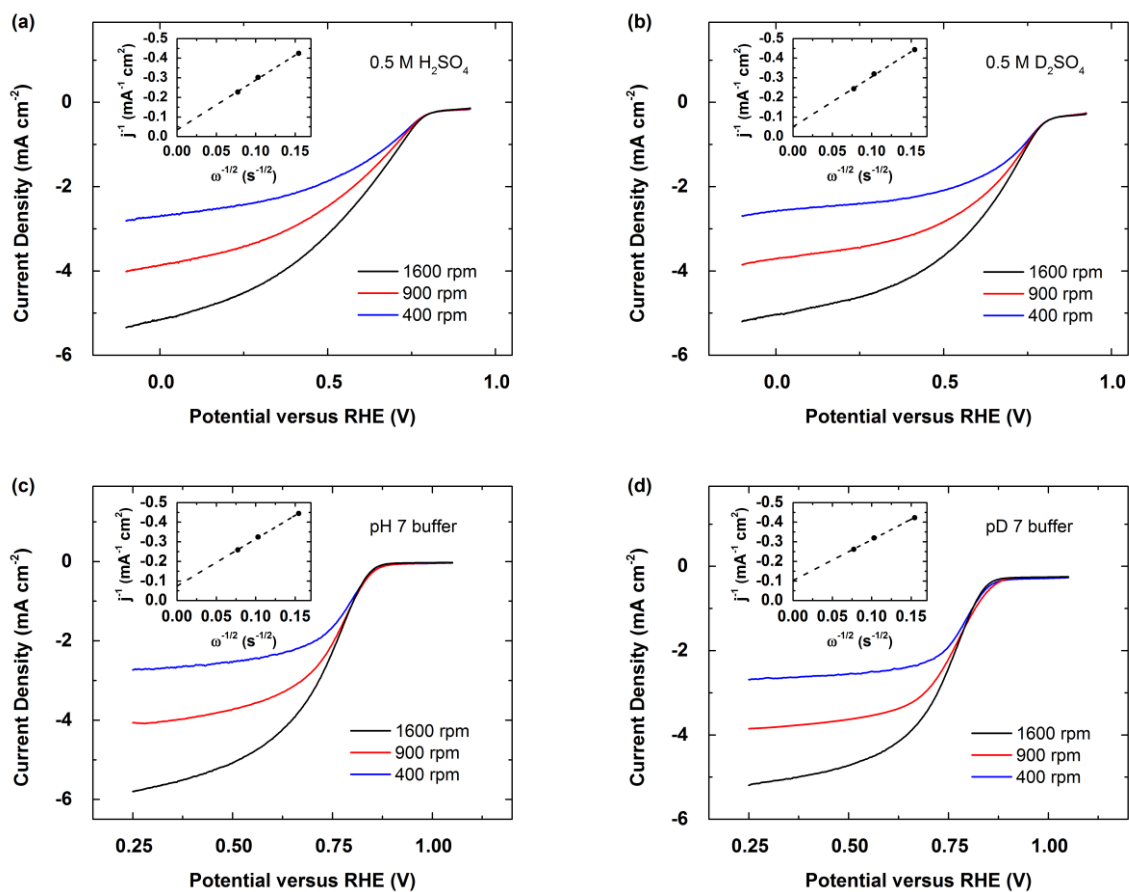 (a)
Current Density (mA cm⁻²)
0
-2
-4
-6
0.0
0.5
1.0
Potential versus RHE (V)
0.5 M H₂SO₄
1600 rpm
900 rpm
400 rpm
j⁻¹ (mA⁻¹ cm²)
-0.5
-0.4
-0.3
-0.2
-0.1
0.0
0.00 0.05 0.10 0.15
ω⁻¹/² (s⁻¹/²)
(b)
Current Density (mA cm⁻²)
0
-2
-4
-6
0.0
0.5
1.0
Potential versus RHE (V)
0.5 M D₂SO₄
1600 rpm
900 rpm
400 rpm
j⁻¹ (mA⁻¹ cm²)
-0.5
-0.4
-0.3
-0.2
-0.1
0.0
0.00 0.05 0.10 0.15
ω⁻¹/² (s⁻¹/²)
(c)
Current Density (mA cm⁻²)
0
-2
-4
-6
0.25
0.50
0.75
1.00
Potential versus RHE (V)
pH 7 buffer
1600 rpm
900 rpm
400 rpm
j⁻¹ (mA⁻¹ cm²)
-0.5
-0.4
-0.3
-0.2
-0.1
0.0
0.00 0.05 0.10 0.15
ω⁻¹/² (s⁻¹/²)
(d)
Current Density (mA cm⁻²)
0
-2
-4
-6
0.25
0.50
0.75
1.00
Potential versus RHE (V)
pD 7 buffer
1600 rpm
900 rpm
400 rpm
j⁻¹ (mA⁻¹ cm²)
-0.5
-0.4
-0.3
-0.2
-0.1
0.0
0.00 0.05 0.10 0.15
ω⁻¹/² (s⁻¹/²)